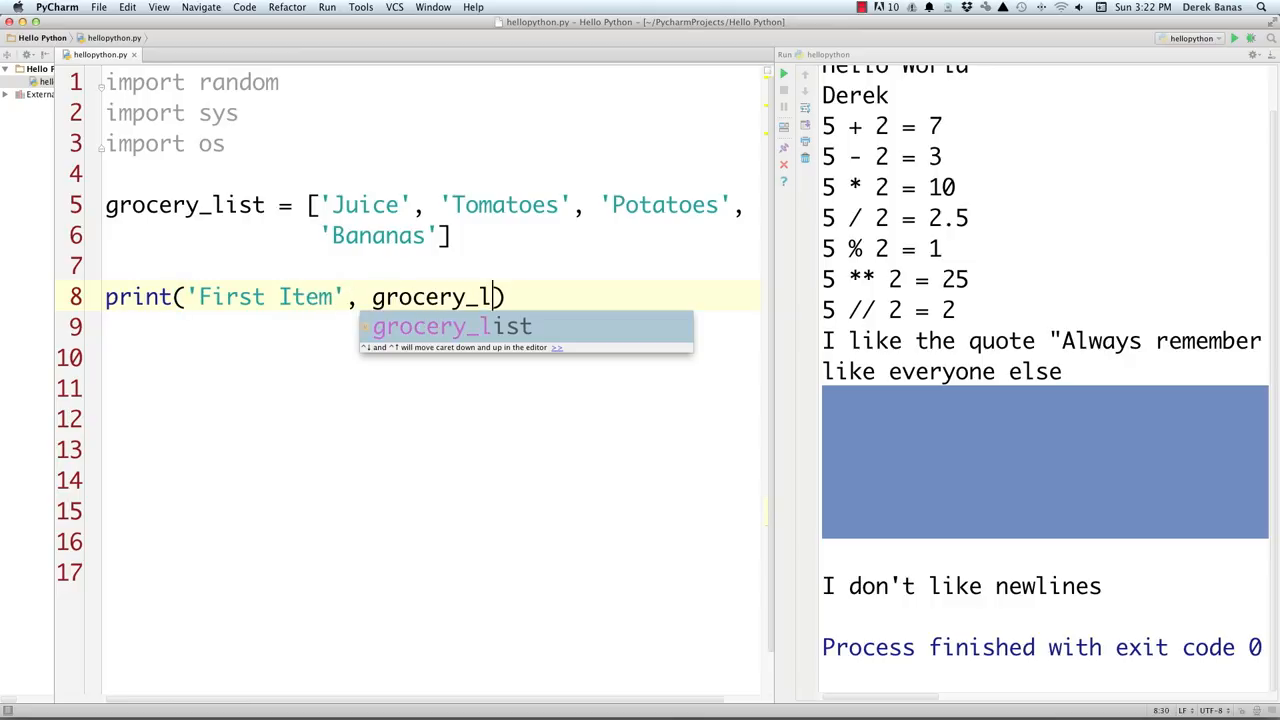 PyCharm File Edit View Navigate Code Refactor Run Tools VCS Window Help 10 Sun 3:22 PM Derek Banas
hellopython.py – Hello Python – [~/PycharmProjects/Hello Python]
Hello Python hellopython.py hellopython
hellopython.py
Run hellopython
Hello
hell
Extern
1 import random
2 import sys
3 import os
4
5 grocery_list = ['Juice', 'Tomatoes', 'Potatoes',
6 'Bananas']
7
8 print('First Item', grocery_l)
grocery_list
^↓ and ^↑ will move caret down and up in the editor >>
9
10
11
12
13
14
15
16
17
Hello World
Derek
5 + 2 = 7
5 - 2 = 3
5 * 2 = 10
5 / 2 = 2.5
5 % 2 = 1
5 ** 2 = 25
5 // 2 = 2
I like the quote "Always remember
like everyone else
I don't like newlines
Process finished with exit code 0
8:30 LF UTF-8